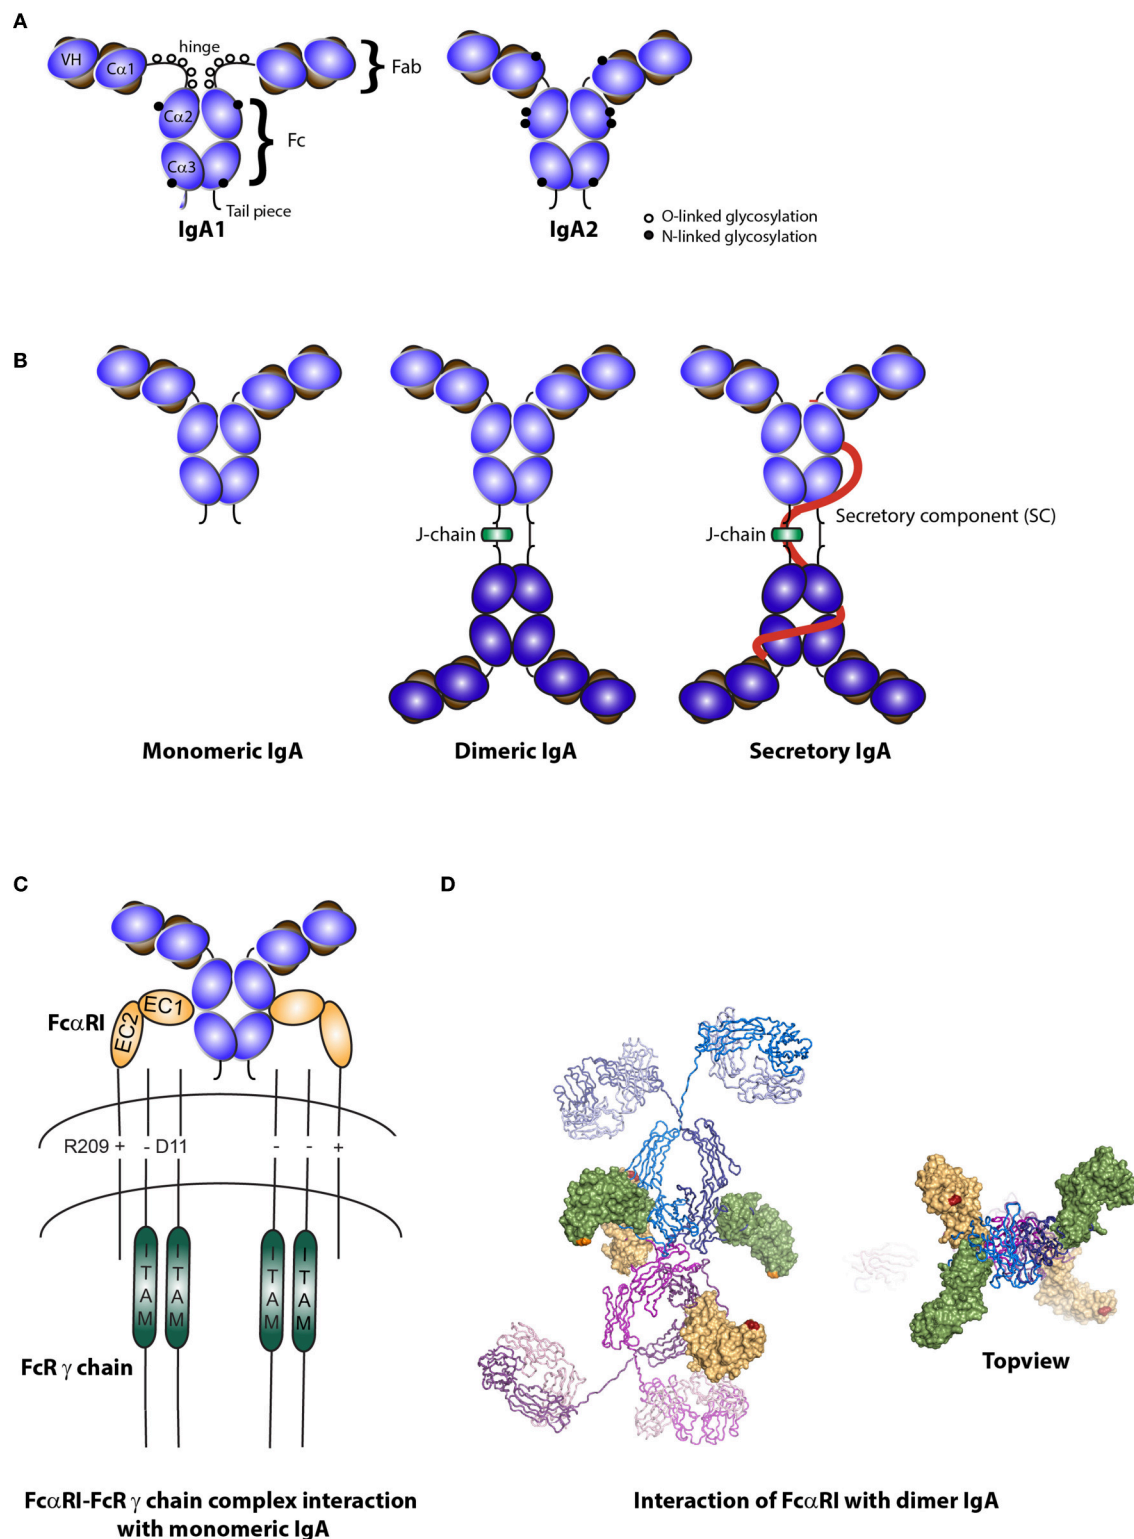 A
VH
Cα1
hinge
Fab
Cα2
Fc
Cα3
Tail piece
IgA1
IgA2
O-linked glycosylation
N-linked glycosylation
B
J-chain
J-chain
Secretory component (SC)
Monomeric IgA
Dimeric IgA
Secretory IgA
C
FcαRI
EC2
EC1
R209 +
- D11
-
-
+
ITAM
ITAM
ITAM
ITAM
FcR γ chain
FcαRI-FcR γ chain complex interaction
with monomeric IgA
D
Topview
Interaction of FcαRI with dimer IgA